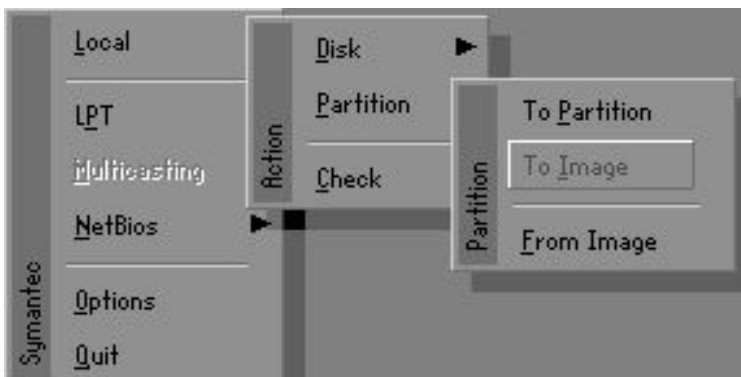 Symantec
Local
LPT
Multicasting
NetBios
Options
Quit
Action
Disk
Partition
Check
Partition
To Partition
To Image
From Image